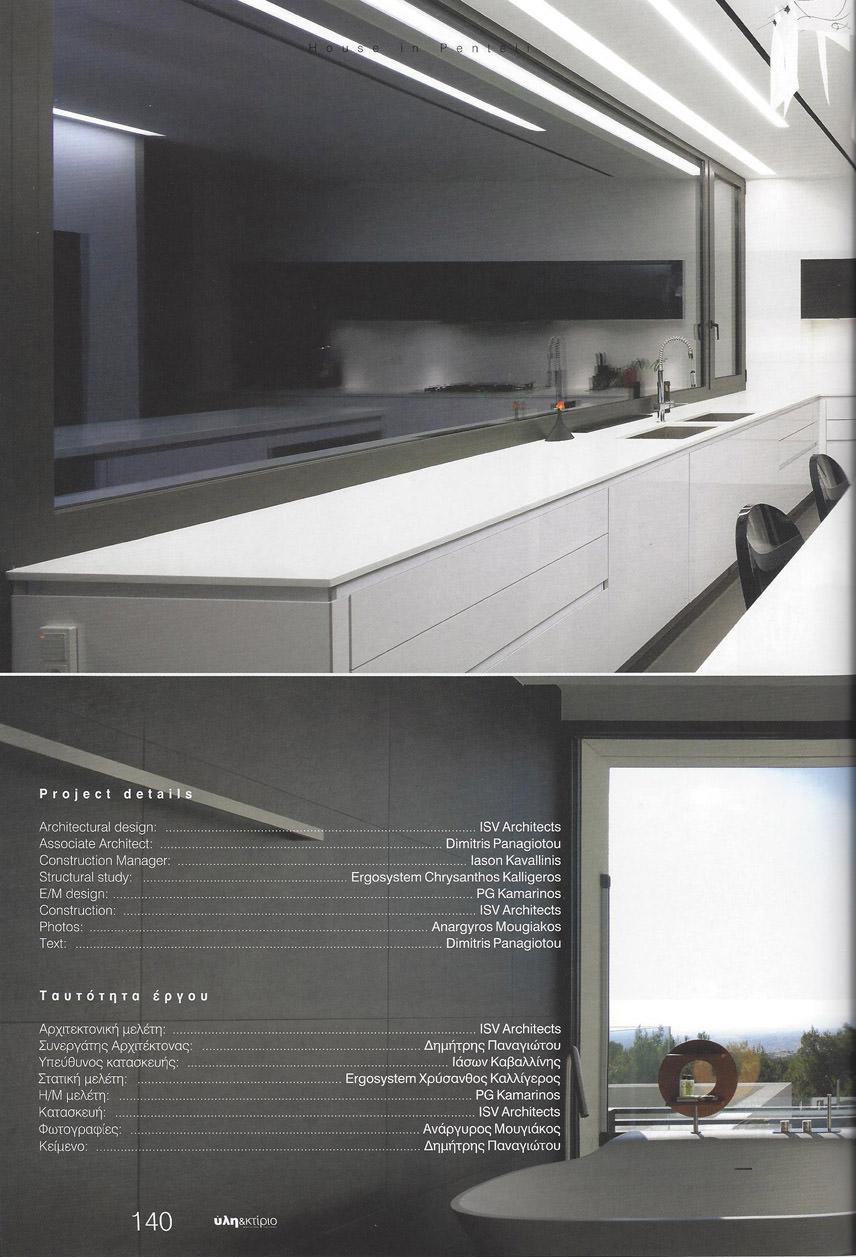 House in Penteli
Project details
Architectural design: ISV Architects
Associate Architect: Dimitris Panagiotou
Construction Manager: Iason Kavallinis
Structural study: Ergosystem Chrysanthos Kalligeros
E/M design: PG Kamarinos
Construction: ISV Architects
Photos: Anargyros Mougiakos
Text: Dimitris Panagiotou
Ταυτότητα έργου
Αρχιτεκτονική μελέτη: ISV Architects
Συνεργάτης Αρχιτέκτονας: Δημήτρης Παναγιώτου
Υπεύθυνος κατασκευής: Ιάσων Καβαλλίνης
Στατική μελέτη: Ergosystem Χρύσανθος Καλλίγερος
Η/Μ μελέτη: PG Kamarinos
Κατασκευή: ISV Architects
Φωτογραφίες: Ανάργυρος Μουγιάκος
Κείμενο: Δημήτρης Παναγιώτου
140 ύλη&κτίριο